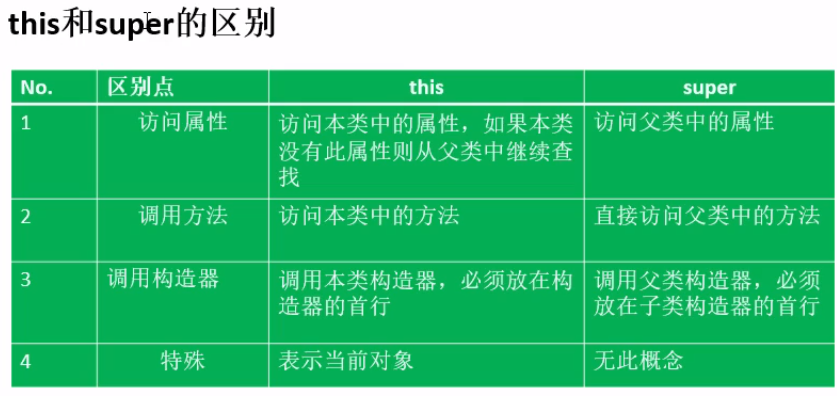 this和super的区别
No. 区别点 this super
1 访问属性 访问本类中的属性，如果本类没有此属性则从父类中继续查找 访问父类中的属性
2 调用方法 访问本类中的方法 直接访问父类中的方法
3 调用构造器 调用本类构造器，必须放在构造器的首行 调用父类构造器，必须放在子类构造器的首行
4 特殊 表示当前对象 无此概念